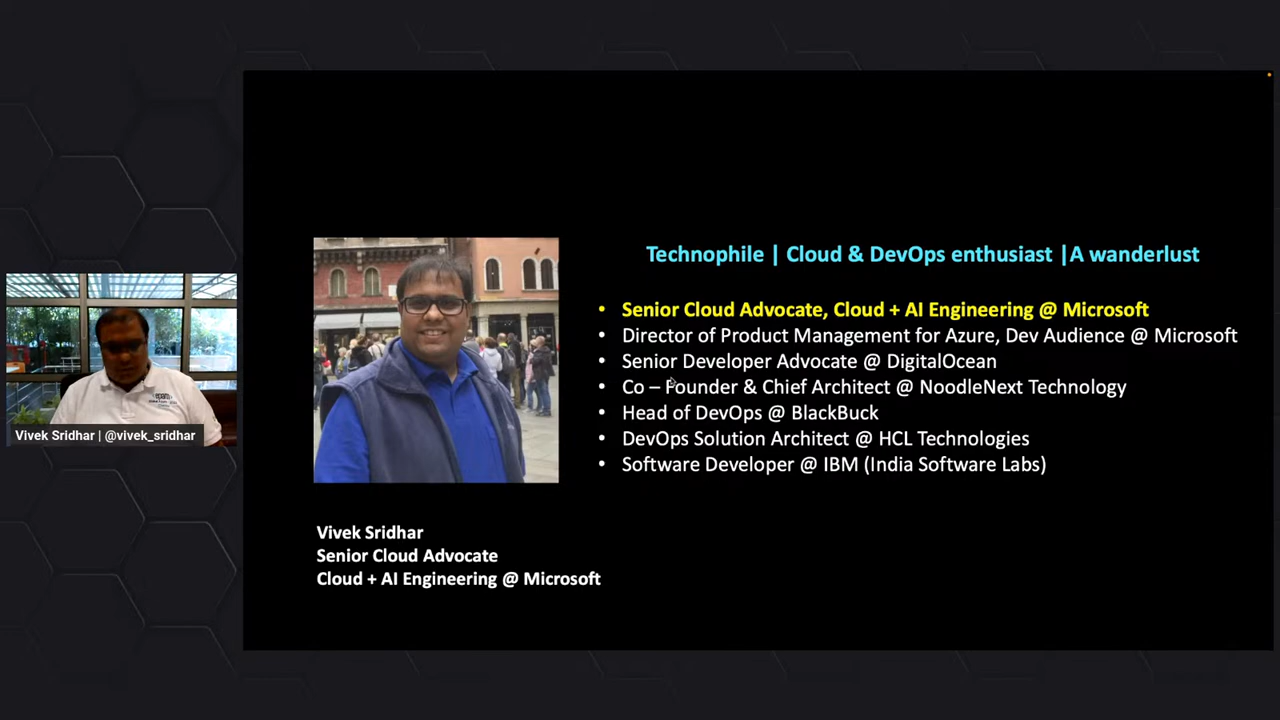 Technophile | Cloud & DevOps enthusiast |A wanderlust
• Senior Cloud Advocate, Cloud + AI Engineering @ Microsoft
• Director of Product Management for Azure, Dev Audience @ Microsoft
• Senior Developer Advocate @ DigitalOcean
• Co – Founder & Chief Architect @ NoodleNext Technology
• Head of DevOps @ BlackBuck
• DevOps Solution Architect @ HCL Technologies
• Software Developer @ IBM (India Software Labs)
Vivek Sridhar | @vivek_sridhar
Vivek Sridhar
Senior Cloud Advocate
Cloud + AI Engineering @ Microsoft